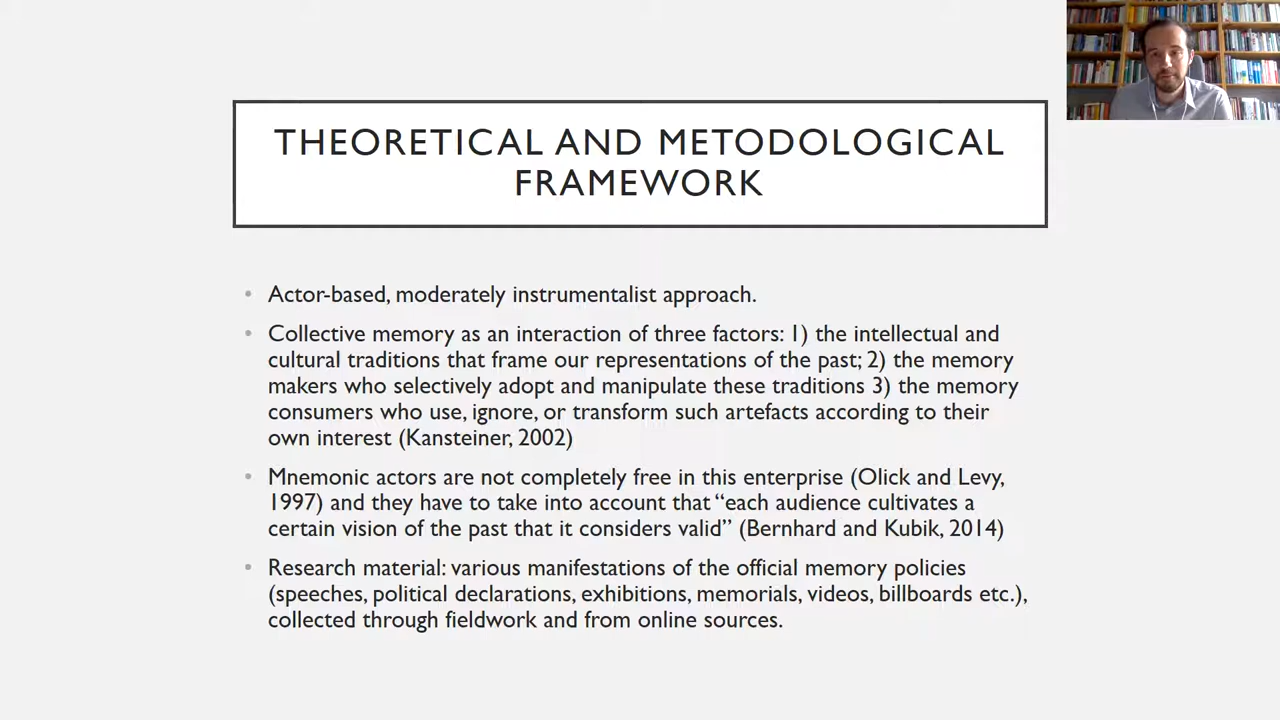 THEORETICAL AND METODOLOGICAL
FRAMEWORK
• Actor-based, moderately instrumentalist approach.
• Collective memory as an interaction of three factors: 1) the intellectual and
cultural traditions that frame our representations of the past; 2) the memory
makers who selectively adopt and manipulate these traditions 3) the memory
consumers who use, ignore, or transform such artefacts according to their
own interest (Kansteiner, 2002)
• Mnemonic actors are not completely free in this enterprise (Olick and Levy,
1997) and they have to take into account that “each audience cultivates a
certain vision of the past that it considers valid” (Bernhard and Kubik, 2014)
• Research material: various manifestations of the official memory policies
(speeches, political declarations, exhibitions, memorials, videos, billboards etc.),
collected through fieldwork and from online sources.